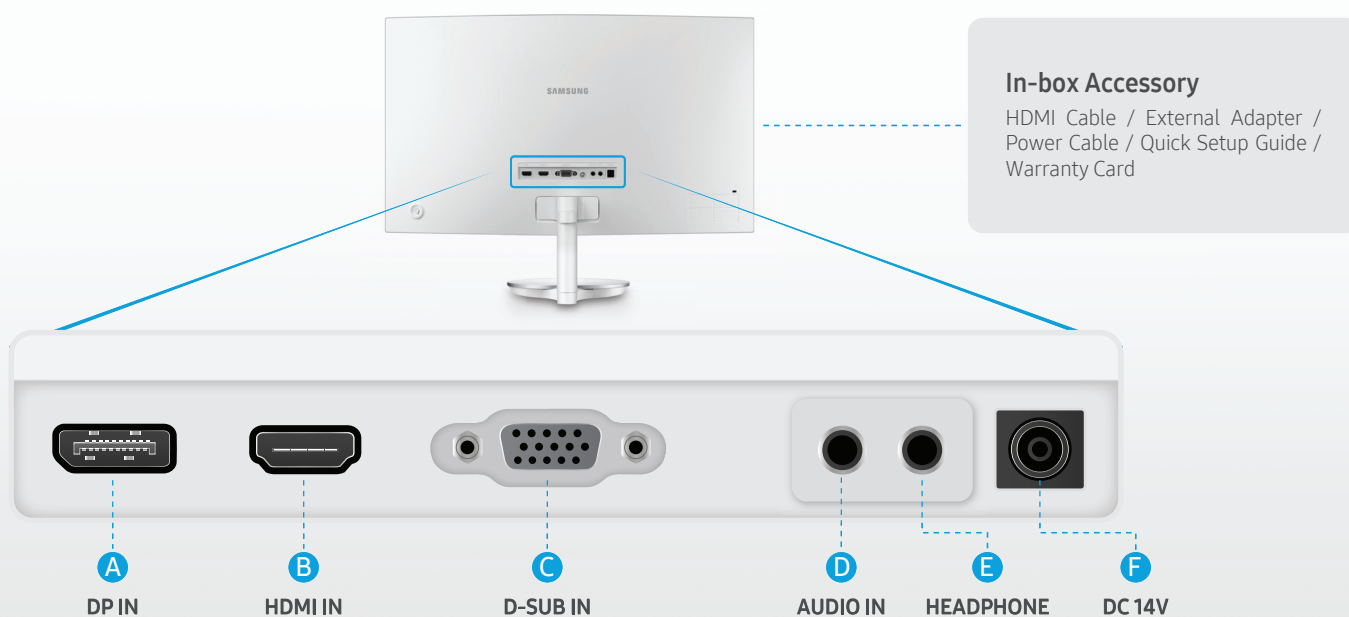 SAMSUNG
In-box Accessory
HDMI Cable / External Adapter /
Power Cable / Quick Setup Guide /
Warranty Card
A
B
C
D
E
F
DP IN
HDMI IN
D-SUB IN
AUDIO IN
HEADPHONE
DC 14V